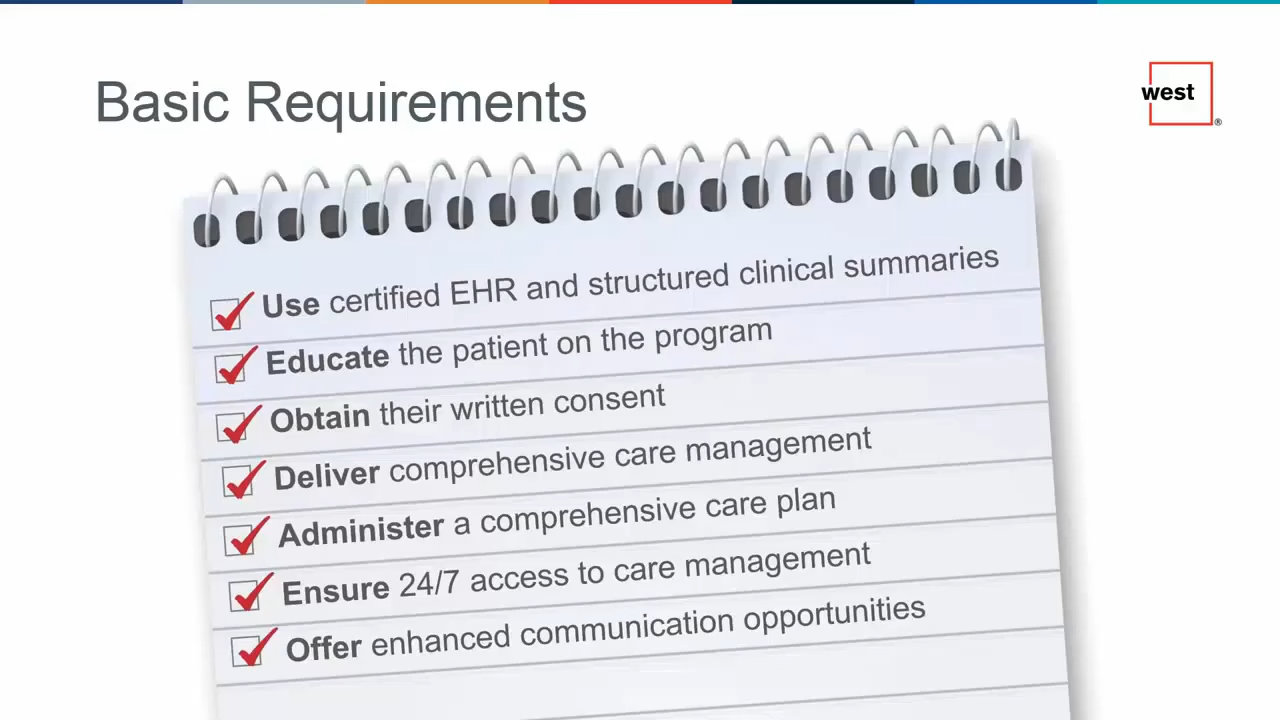 Basic Requirements
west®
Use certified EHR and structured clinical summaries
Educate the patient on the program
Obtain their written consent
Deliver comprehensive care management
Administer a comprehensive care plan
Ensure 24/7 access to care management
Offer enhanced communication opportunities